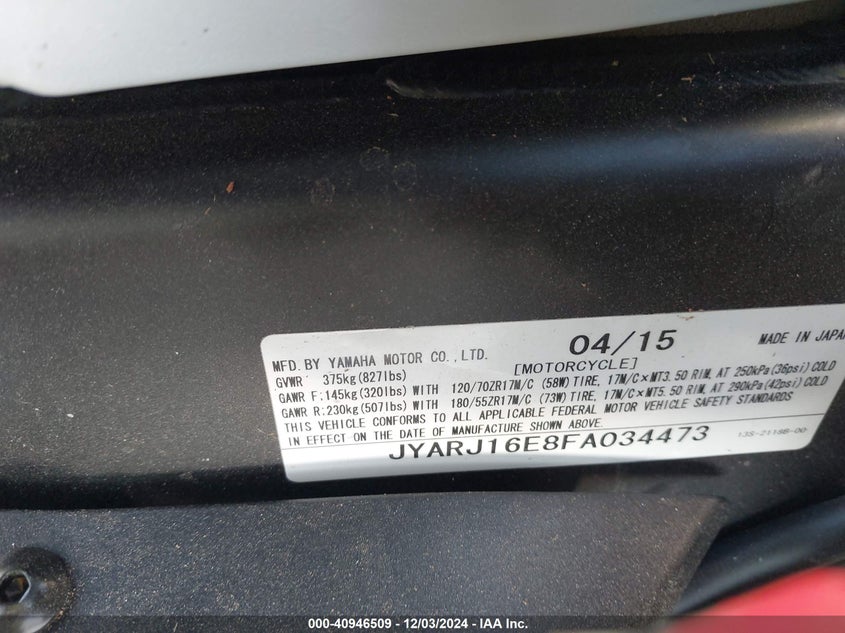 MFD. BY YAMAHA MOTOR CO.,LTD. 04/15 MADE IN JAPAN
GVWR 375kg(827lbs) [MOTORCYCLE]
GAWR F:145kg(320lbs) WITH 120/70ZR17M/C (58W) TIRE, 17M/C×MT3.50 RIM, AT 250kPa(36psi) COLD
GAWR R:230kg(507lbs) WITH 180/55ZR17M/C (73W) TIRE, 17M/C×MT5.50 RIM, AT 290kPa(42psi) COLD
THIS VEHICLE CONFORMS TO ALL APPLICABLE FEDERAL MOTOR VEHICLE SAFETY STANDARDS
IN EFFECT ON THE DATE OF MANUFACTURE SHOWN ABOVE.
JYARJ16E8FA034473 13S-2118B-00
000-40946509 - 12/03/2024 - IAA Inc.